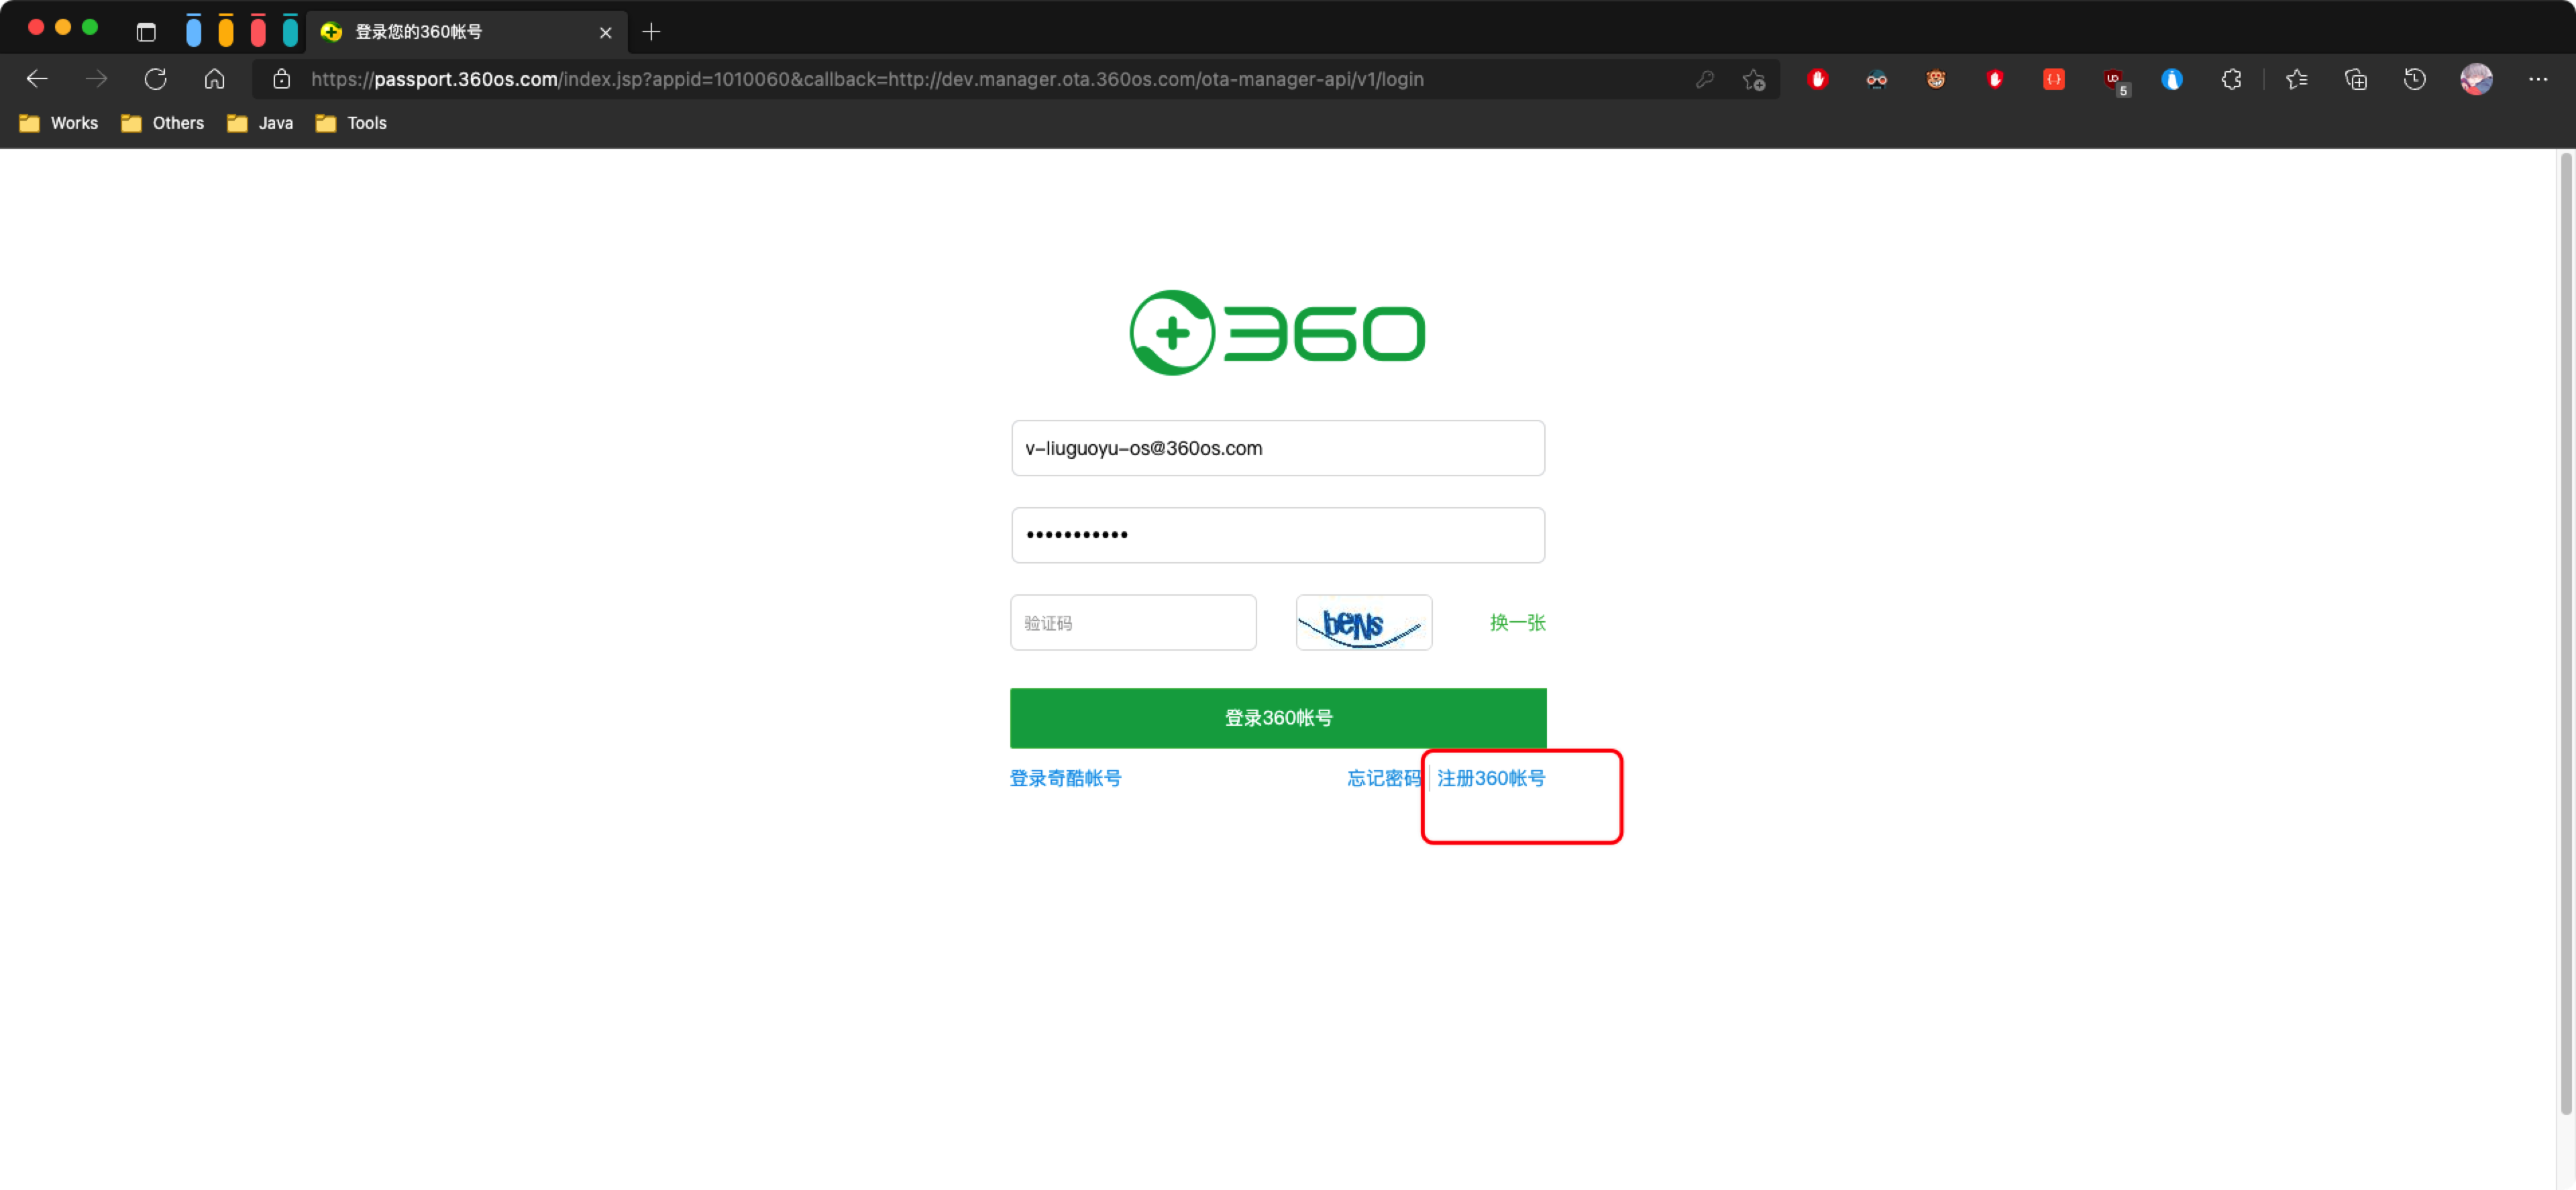 登录您的360帐号
https://passport.360os.com/index.jsp?appid=1010060&callback=http://dev.manager.ota.360os.com/ota-manager-api/v1/login
5
Works Others Java Tools
360
v-liuguoyu-os@360os.com
验证码 beNs 换一张
登录360帐号
登录奇酷帐号 忘记密码 注册360帐号